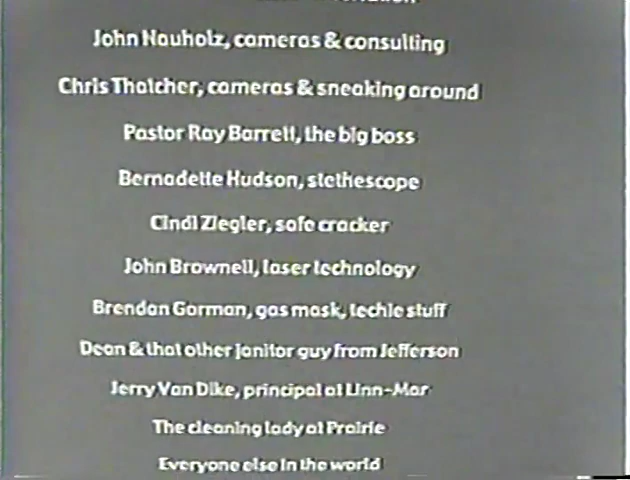 John Nauholz, cameras & consulting
Chris Thatcher, cameras & sneaking around
Pastor Ray Barrett, the big boss
Bernadette Hudson, stethescope
Cindi Ziegler, safe cracker
John Brownell, laser technology
Brendan Gorman, gas mask, techie stuff
Dean & that other janitor guy from Jefferson
Jerry Van Dike, principal at Linn-Mar
The cleaning lady at Prairie
Everyone else in the world